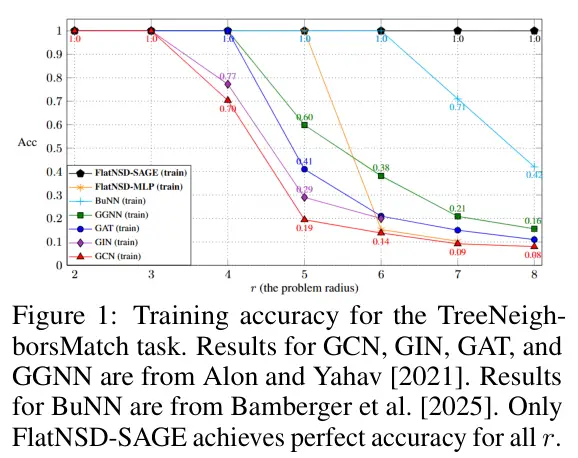 1
0.9
0.8
0.7
0.6
0.5
0.4
0.3
0.2
0.1
0
Acc
1.0 1.0 1.0 1.0 1.0
0.77
0.70
0.60
0.41
0.29
0.19
0.38
0.14
0.71
0.21
0.09
0.42
0.16
0.08
FlatNSD-SAGE (train)
FlatNSD-MLP (train)
BuNN (train)
GGNN (train)
GAT (train)
GIN (train)
GCN (train)
2 3 4 5 6 7 8
r (the problem radius)
Figure 1: Training accuracy for the TreeNeigh-
borsMatch task. Results for GCN, GIN, GAT, and
GGNN are from Alon and Yahav [2021]. Results
for BuNN are from Bamberger et al. [2025]. Only
FlatNSD-SAGE achieves perfect accuracy for all r.